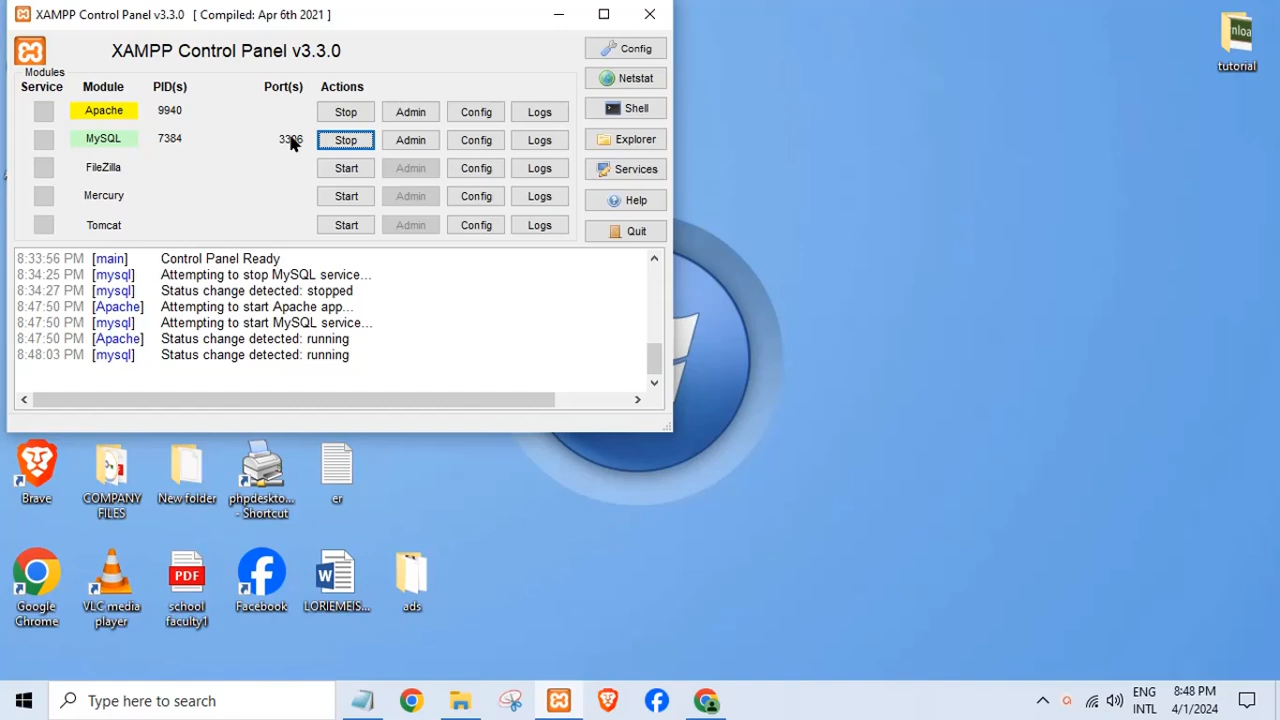 XAMPP Control Panel v3.3.0 [ Compiled: Apr 6th 2021 ]
XAMPP Control Panel v3.3.0
Config
Modules
Service Module PID(s) Port(s) Actions
Netstat
Apache 9940 Stop Admin Config Logs
Shell
MySQL 7384 Stop Admin Config Logs
Explorer
FileZilla Start Admin Config Logs
Services
Mercury Start Admin Config Logs
Help
Tomcat Start Admin Config Logs
Quit
8:33:56 PM [main] Control Panel Ready
8:34:25 PM [mysql] Attempting to stop MySQL service...
8:34:27 PM [mysql] Status change detected: stopped
8:47:50 PM [Apache] Attempting to start Apache app...
8:47:50 PM [mysql] Attempting to start MySQL service...
8:47:50 PM [Apache] Status change detected: running
8:48:03 PM [mysql] Status change detected: running
nloa
tutorial
Brave
COMPANY
FILES
New folder
phpdeskto...
- Shortcut
er
Google
Chrome
VLC media
player
PDF
school
faculty1
Facebook
W
LORIEMEIS...
ads
Type here to search
ENG
INTL
8:48 PM
4/1/2024